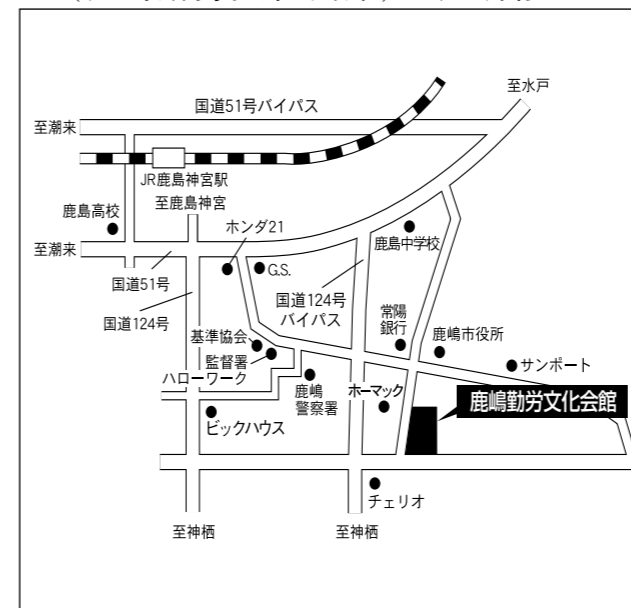 至水戸
国道51号バイパス
至潮来
JR鹿島神宮駅
至鹿島神宮
鹿島高校
ホンダ21
鹿島中学校
至潮来
G.S.
国道51号
国道124号
国道124号
バイパス
常陽
銀行
基準協会
監督署
ハローワーク
鹿嶋市役所
サンポート
鹿嶋
警察署
ホーマック
鹿嶋勤労文化会館
ビックハウス
チェリオ
至神栖
至神栖